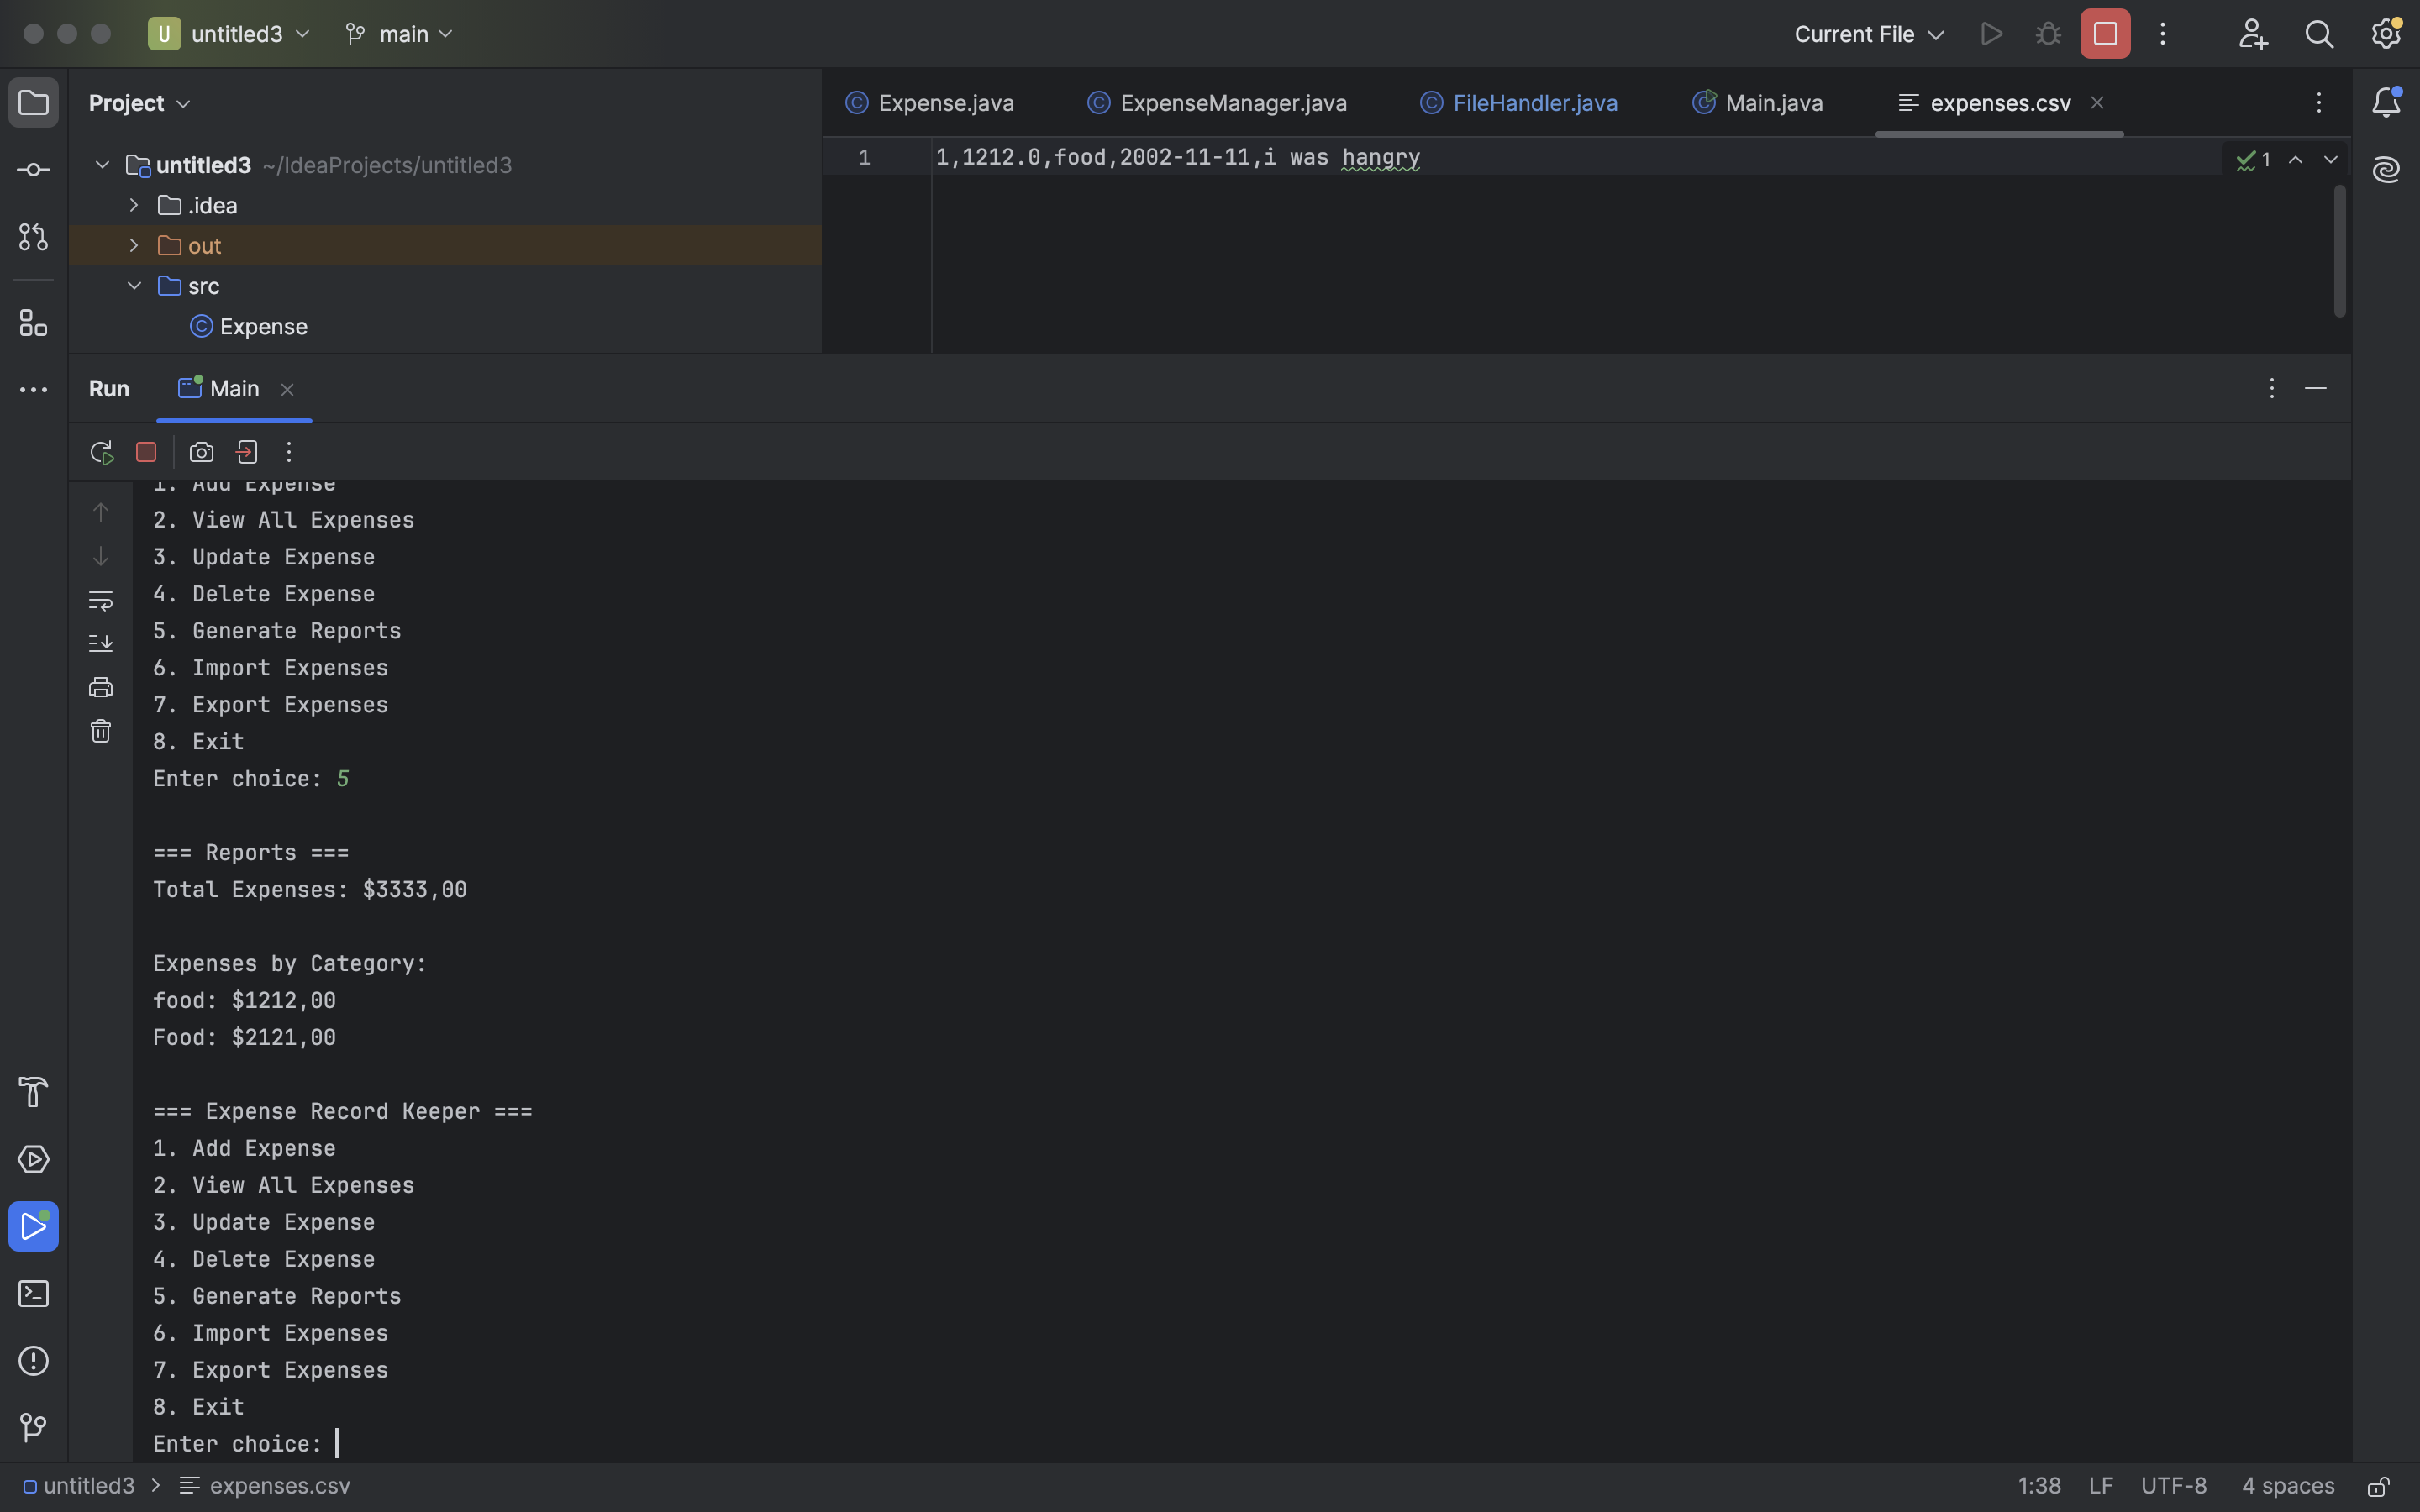 U untitled3 main Current File
Project
Expense.java ExpenseManager.java FileHandler.java Main.java expenses.csv
untitled3 ~/IdeaProjects/untitled3
.idea
out
src
Expense
1 1,1212.0,food,2002-11-11,i was hangry
1
Run Main
1. Add Expense
2. View All Expenses
3. Update Expense
4. Delete Expense
5. Generate Reports
6. Import Expenses
7. Export Expenses
8. Exit
Enter choice: 5
=== Reports ===
Total Expenses: $3333,00
Expenses by Category:
food: $1212,00
Food: $2121,00
=== Expense Record Keeper ===
1. Add Expense
2. View All Expenses
3. Update Expense
4. Delete Expense
5. Generate Reports
6. Import Expenses
7. Export Expenses
8. Exit
Enter choice:
untitled3 > expenses.csv 1:38 LF UTF-8 4 spaces